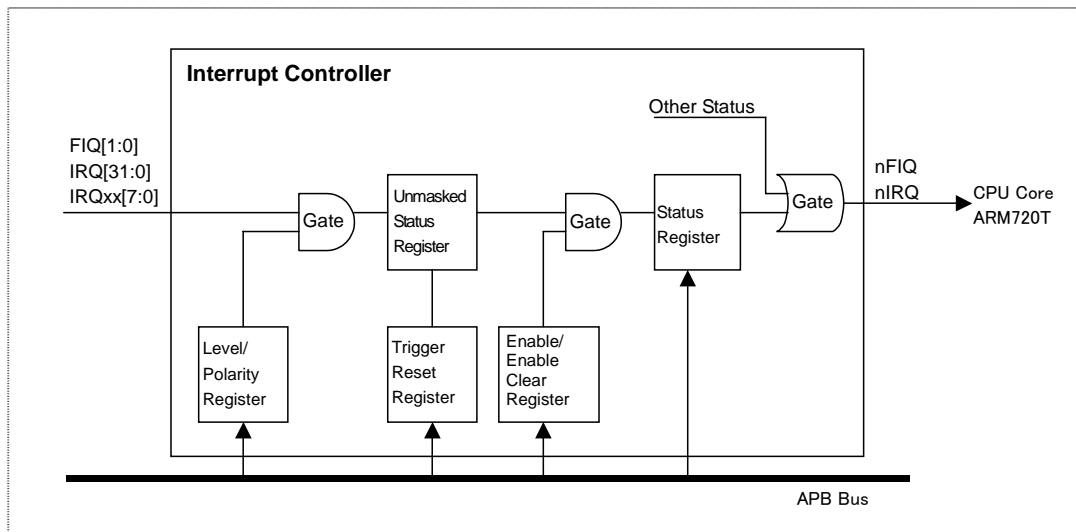 Interrupt Controller
Other Status
FIQ[1:0]
IRQ[31:0]
IRQxx[7:0]
Gate
Unmasked
Status
Register
Gate
Status
Register
Gate
nFIQ
nIRQ
CPU Core
ARM720T
Level/
Polarity
Register
Trigger
Reset
Register
Enable/
Enable
Clear
Register
APB Bus